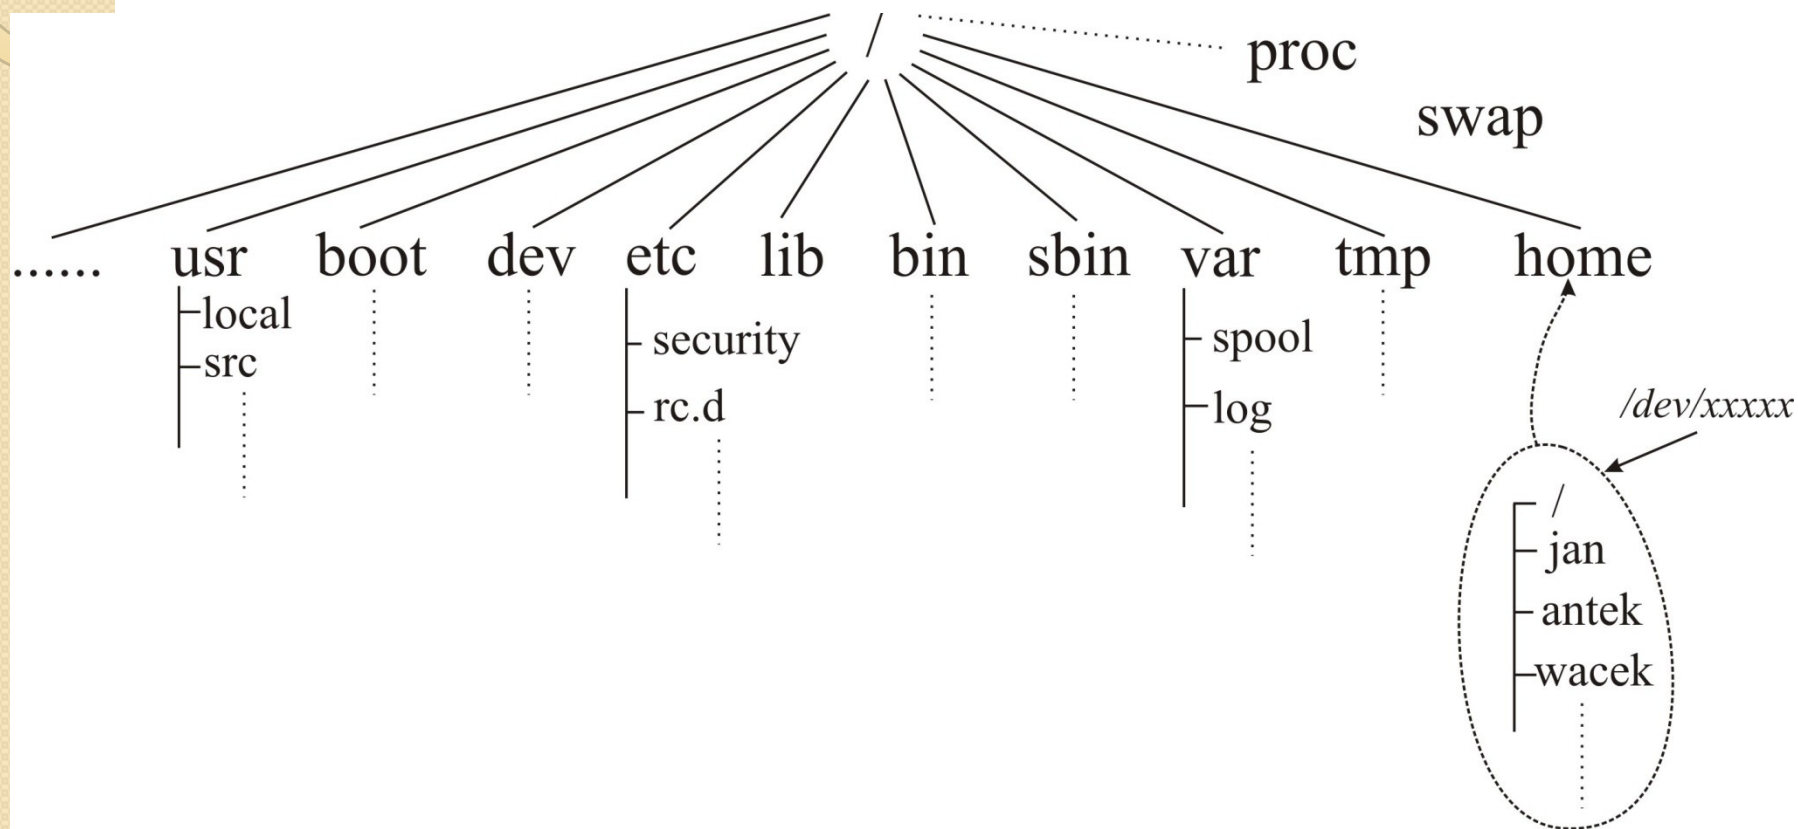 /
proc
swap
...... usr boot dev etc lib bin sbin var tmp home
local
src
security
rc.d
spool
log
/dev/xxxxx
/
jan
antek
wacek